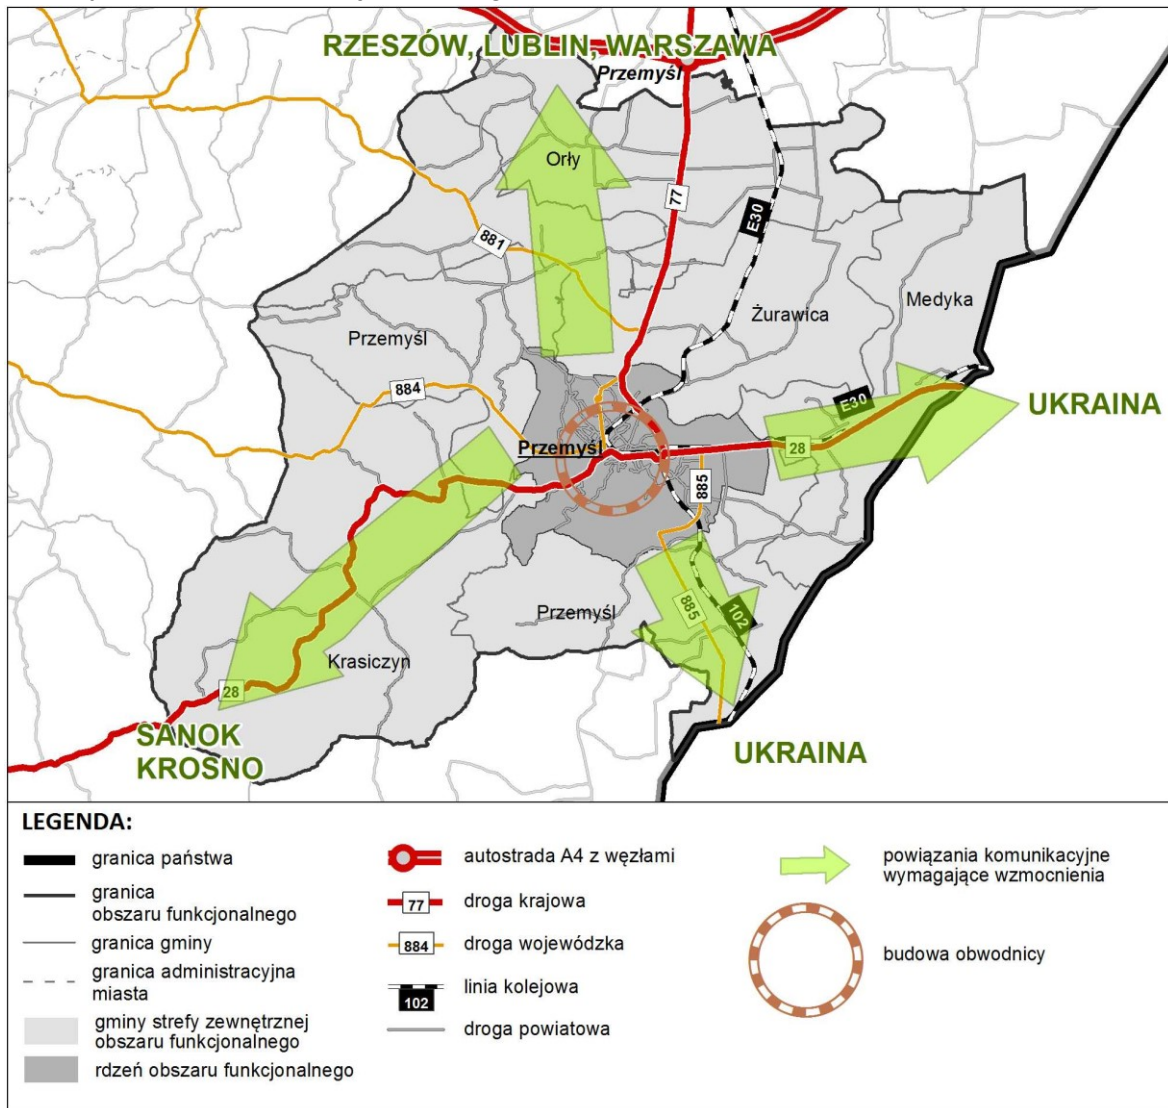 RZESZÓW, LUBLIN, WARSZAWA
Przemyśl
Orły
77
E30
881
Medyka
Żurawica
Przemyśl
884
E30
UKRAINA
Przemyśl
28
885
Przemyśl
885
102
Krasiczyn
28
SANOK
KROSNO
UKRAINA
LEGENDA:
granica państwa
granica
obszaru funkcjonalnego
granica gminy
granica administracyjna
miasta
gminy strefy zewnętrznej
obszaru funkcjonalnego
rdzeń obszaru funkcjonalnego
autostrada A4 z węzłami
77
droga krajowa
884
droga wojewódzka
linia kolejowa
102
droga powiatowa
powiązania komunikacyjne
wymagające wzmocnienia
budowa obwodnicy